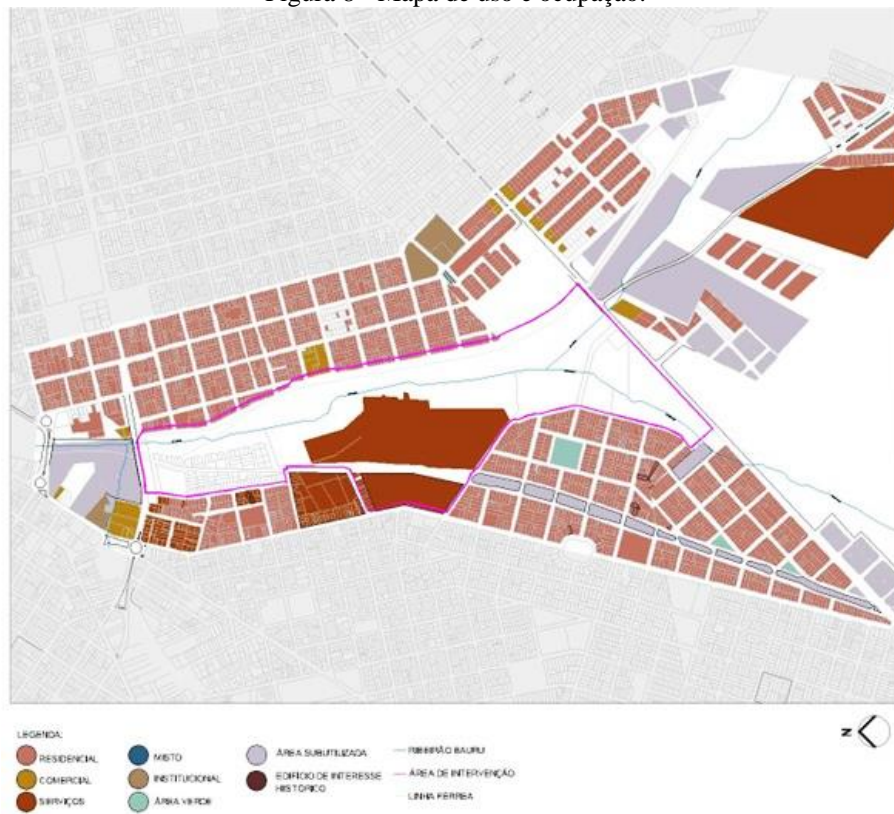 Figura 8 - Mapa de uso e ocupação.
LEGENDA:
RESIDENCIAL
COMERCIAL
SERVIÇOS
MISTO
INSTITUCIONAL
ÁREA VERDE
ÁREA SUBUTILIZADA
EDIFÍCIO DE INTERESSE
HISTÓRICO
RIBEIRÃO BAURU
ÁREA DE INTERVENÇÃO
LINHA FÉRREA
N